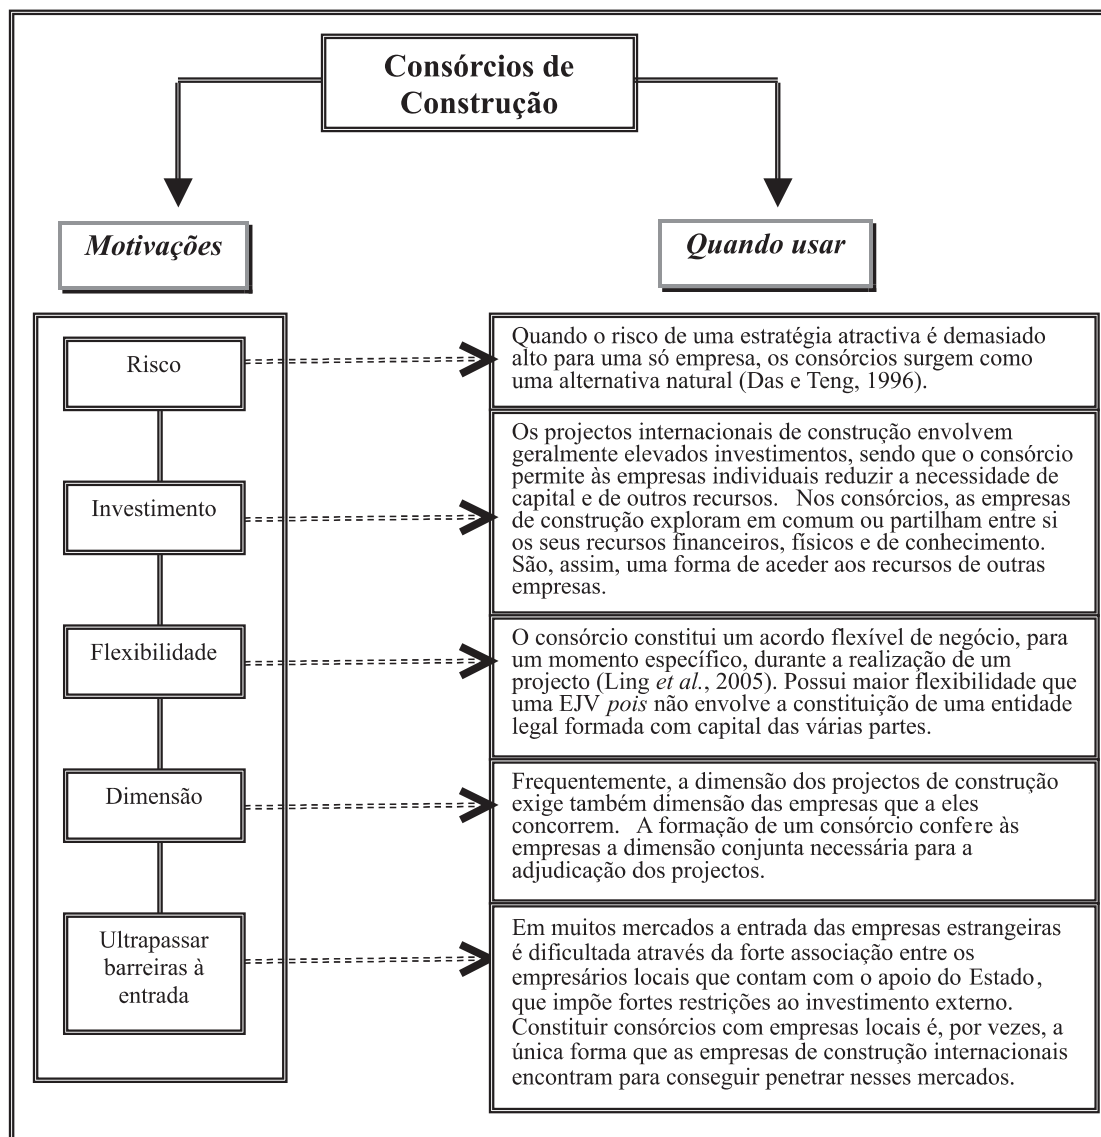 Consórcios de
Construção
Motivações
Quando usar
Risco
Quando o risco de uma estratégia atractiva é demasiado
alto para uma só empresa, os consórcios surgem como
uma alternativa natural (Das e Teng, 1996).
Investimento
Os projectos internacionais de construção envolvem
geralmente elevados investimentos, sendo que o consórcio
permite às empresas individuais reduzir a necessidade de
capital e de outros recursos. Nos consórcios, as empresas
de construção exploram em comum ou partilham entre si
os seus recursos financeiros, físicos e de conhecimento.
São, assim, uma forma de aceder aos recursos de outras
empresas.
Flexibilidade
O consórcio constitui um acordo flexível de negócio, para
um momento específico, durante a realização de um
projecto (Ling et al., 2005). Possui maior flexibilidade que
uma EJV pois não envolve a constituição de uma entidade
legal formada com capital das várias partes.
Dimensão
Frequentemente, a dimensão dos projectos de construção
exige também dimensão das empresas que a eles
concorrem. A formação de um consórcio confere às
empresas a dimensão conjunta necessária para a
adjudicação dos projectos.
Ultrapassar
barreiras à
entrada
Em muitos mercados a entrada das empresas estrangeiras
é dificultada através da forte associação entre os
empresários locais que contam com o apoio do Estado,
que impõe fortes restrições ao investimento externo.
Constituir consórcios com empresas locais é, por vezes, a
única forma que as empresas de construção internacionais
encontram para conseguir penetrar nesses mercados.